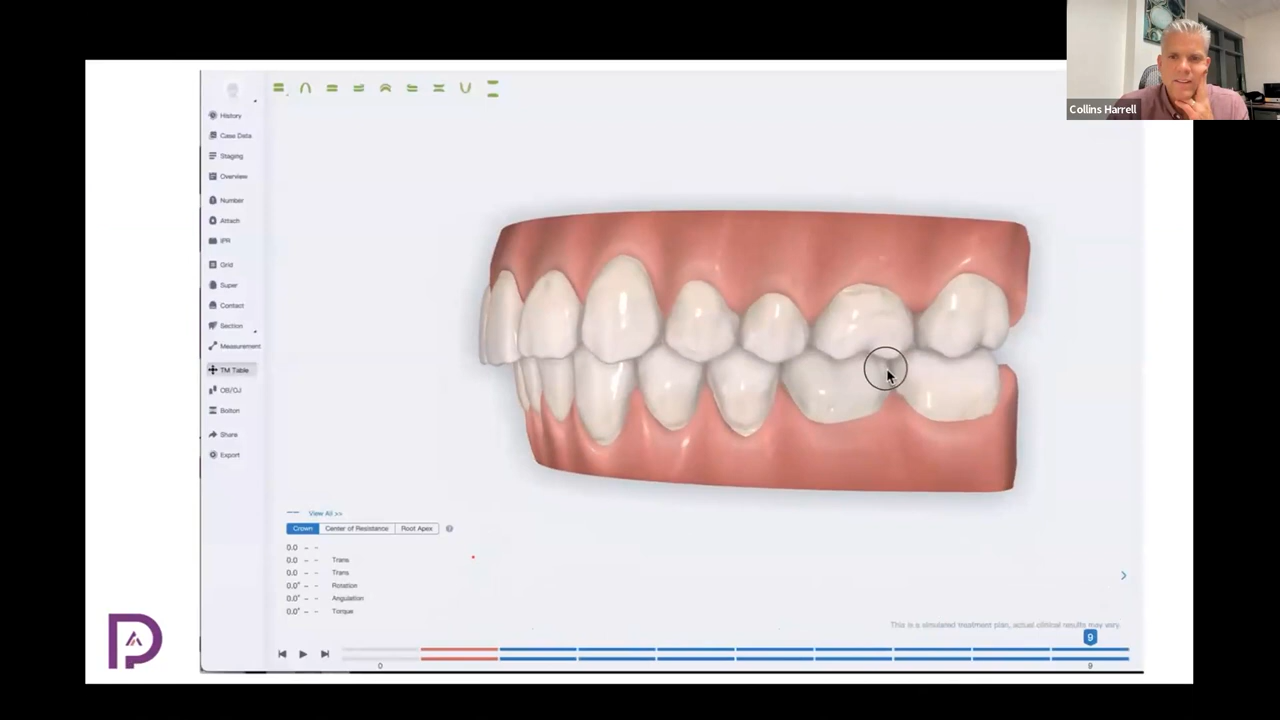 Collins Harrell
History
Case Data
Staging
Overview
Number
Attach
IPR
Grid
Super
Contact
Section
Measurement
TM Table
OB/OJ
Bolton
Share
Export
View All >>
Crown Center of Resistance Root Apex
0.0 – –
0.0 – – Trans
0.0 – – Trans
0.0° – – Rotation
0.0° – – Angulation
0.0° – – Torque
This is a simulated treatment plan, actual clinical results may vary.
9
0 9